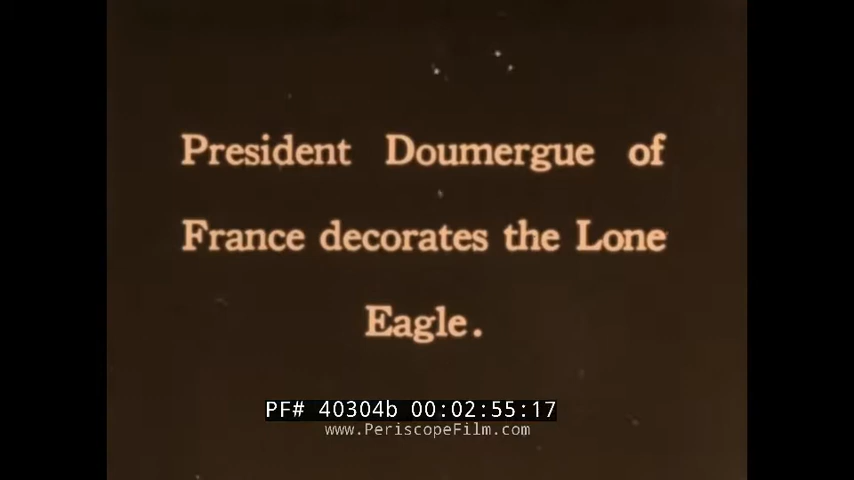 President Doumergue of
France decorates the Lone
Eagle.
PF# 40304b 00:02:55:17
www.PeriscopeFilm.com